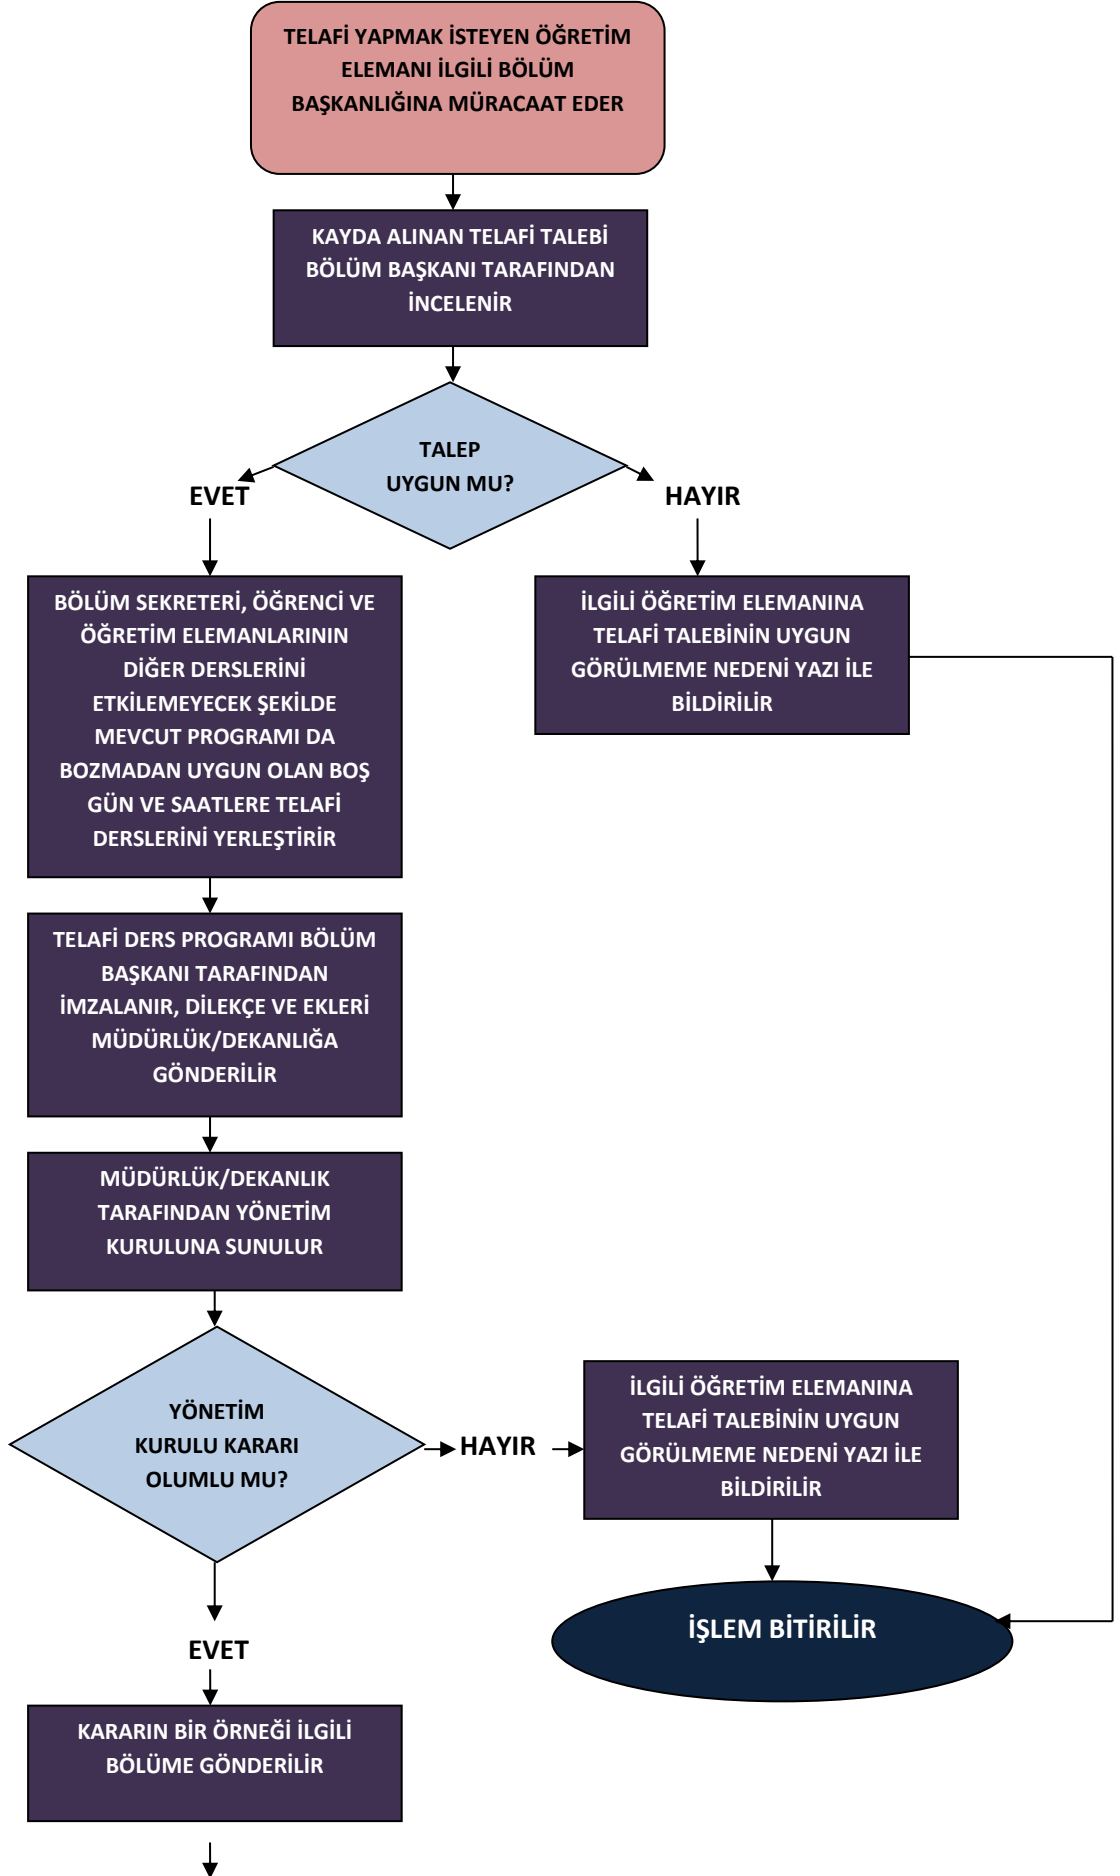 TELAFİ YAPMAK İSTEYEN ÖĞRETİM
ELEMANI İLGİLİ BÖLÜM
BAŞKANLIĞINA MÜRACAAT EDER
KAYDA ALINAN TELAFİ TALEBİ
BÖLÜM BAŞKANI TARAFINDAN
İNCELENİR
TALEP
UYGUN MU?
EVET
HAYIR
BÖLÜM SEKRETERİ, ÖĞRENCİ VE
ÖĞRETİM ELEMANLARININ
DİĞER DERSLERİNİ
ETKİLEMEYECEK ŞEKİLDE
MEVCUT PROGRAMI DA
BOZMADAN UYGUN OLAN BOŞ
GÜN VE SAATLERE TELAFİ
DERSLERİNİ YERLEŞTİRİR
İLGİLİ ÖĞRETİM ELEMANINA
TELAFİ TALEBİNİN UYGUN
GÖRÜLMEME NEDENİ YAZI İLE
BİLDİRİLİR
TELAFİ DERS PROGRAMI BÖLÜM
BAŞKANI TARAFINDAN
İMZALANIR, DİLEKÇE VE EKLERİ
MÜDÜRLÜK/DEKANLIĞA
GÖNDERİLİR
MÜDÜRLÜK/DEKANLIK
TARAFINDAN YÖNETİM
KURULUNA SUNULUR
YÖNETİM
KURULU KARARI
OLUMLU MU?
HAYIR
İLGİLİ ÖĞRETİM ELEMANINA
TELAFİ TALEBİNİN UYGUN
GÖRÜLMEME NEDENİ YAZI İLE
BİLDİRİLİR
İŞLEM BİTİRİLİR
EVET
KARARIN BİR ÖRNEĞİ İLGİLİ
BÖLÜME GÖNDERİLİR